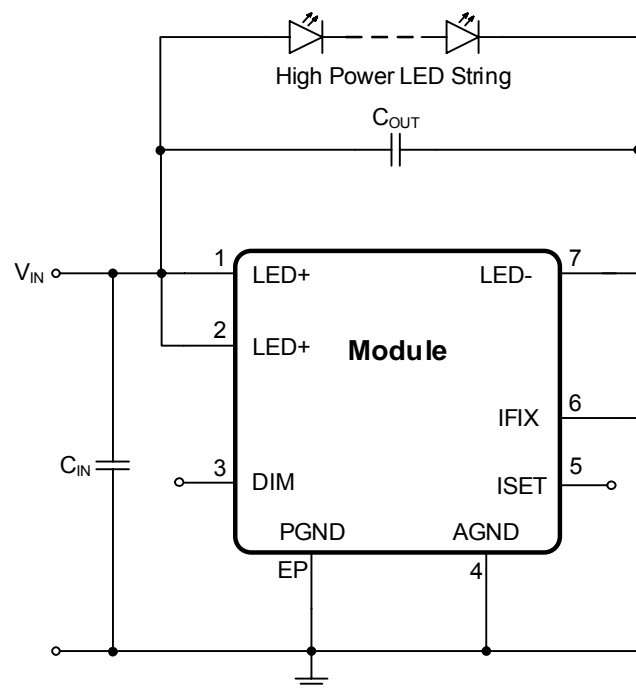 High Power LED String
COUT
VIN
1
LED+
LED-
7
2
LED+
Module
IFIX
6
CIN
3
DIM
ISET
5
PGND
AGND
EP
4